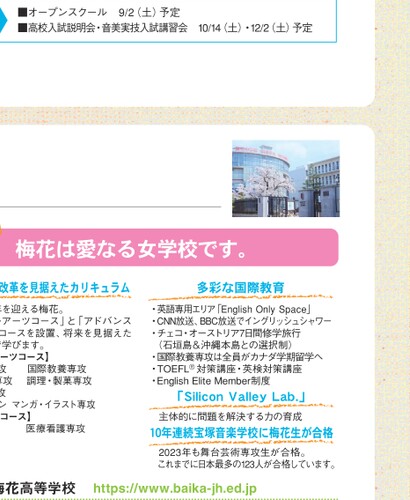 ■オープンスクール 9/2（土）予定
■高校入試説明会・音美実技入試講習会 10/14（土）・12/2（土）予定
梅花は愛なる女学校です。
改革を見据えたカリキュラム
を迎える梅花。
アーツコース」と「アドバンス
コースを設置、将来を見据えた
学びます。
ーツコース】
攻 国際教養専攻
専攻 調理・製菓専攻
攻
ン マンガ・イラスト専攻
コース】
医療看護専攻
多彩な国際教育
・英語専用エリア「English Only Space」
・CNN放送、BBC放送でイングリッシュシャワー
・チェコ・オーストリア7日間修学旅行
（石垣島&沖縄本島との選択制）
・国際教養専攻は全員がカナダ学期留学へ
・TOEFL®対策講座・英検対策講座
・English Elite Member制度
「Silicon Valley Lab.」
主体的に問題を解決する力の育成
10年連続宝塚音楽学校に梅花生が合格
2023年も舞台芸術専攻生が合格。
これまでに日本最多の123人が合格しています。
梅花高等学校 https://www.baika-jh.ed.jp